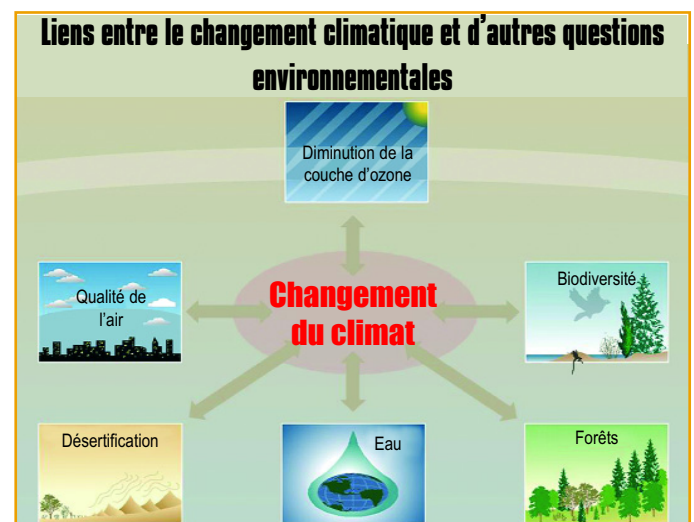 Liens entre le changement climatique et d'autres questions
environnementales
Diminution de la
couche d'ozone
Qualité de
l'air
Changement
du climat
Biodiversité
Désertification
Eau
Forêts